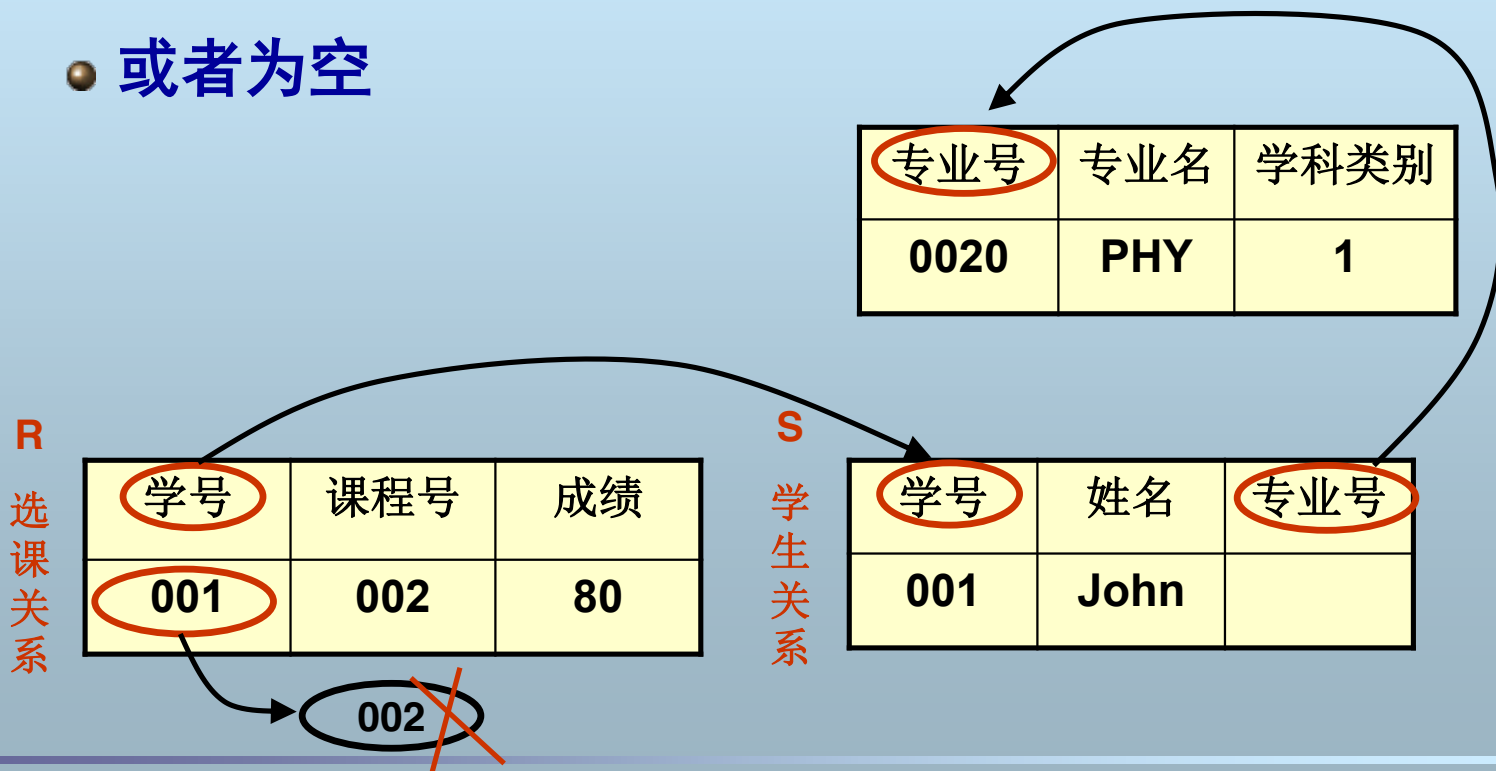 或者为空
专业号 专业名 学科类别
0020 PHY 1
R
选课关系
学号 课程号 成绩
001 002 80
002
S
学生关系
学号 姓名 专业号
001 John